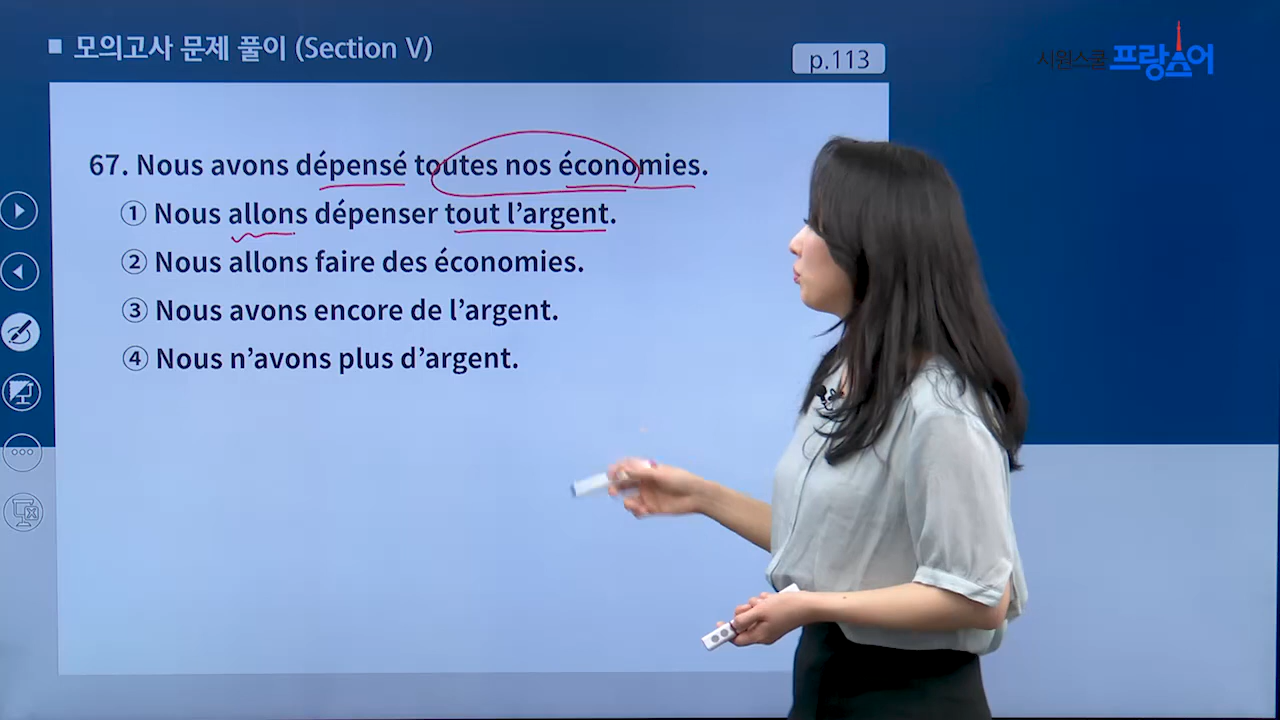 ■ 모의고사 문제 풀이 (Section V)
p.113
시원스쿨 프랑스어
67. Nous avons dépensé toutes nos économies.
① Nous allons dépenser tout l’argent.
② Nous allons faire des économies.
③ Nous avons encore de l’argent.
④ Nous n’avons plus d’argent.